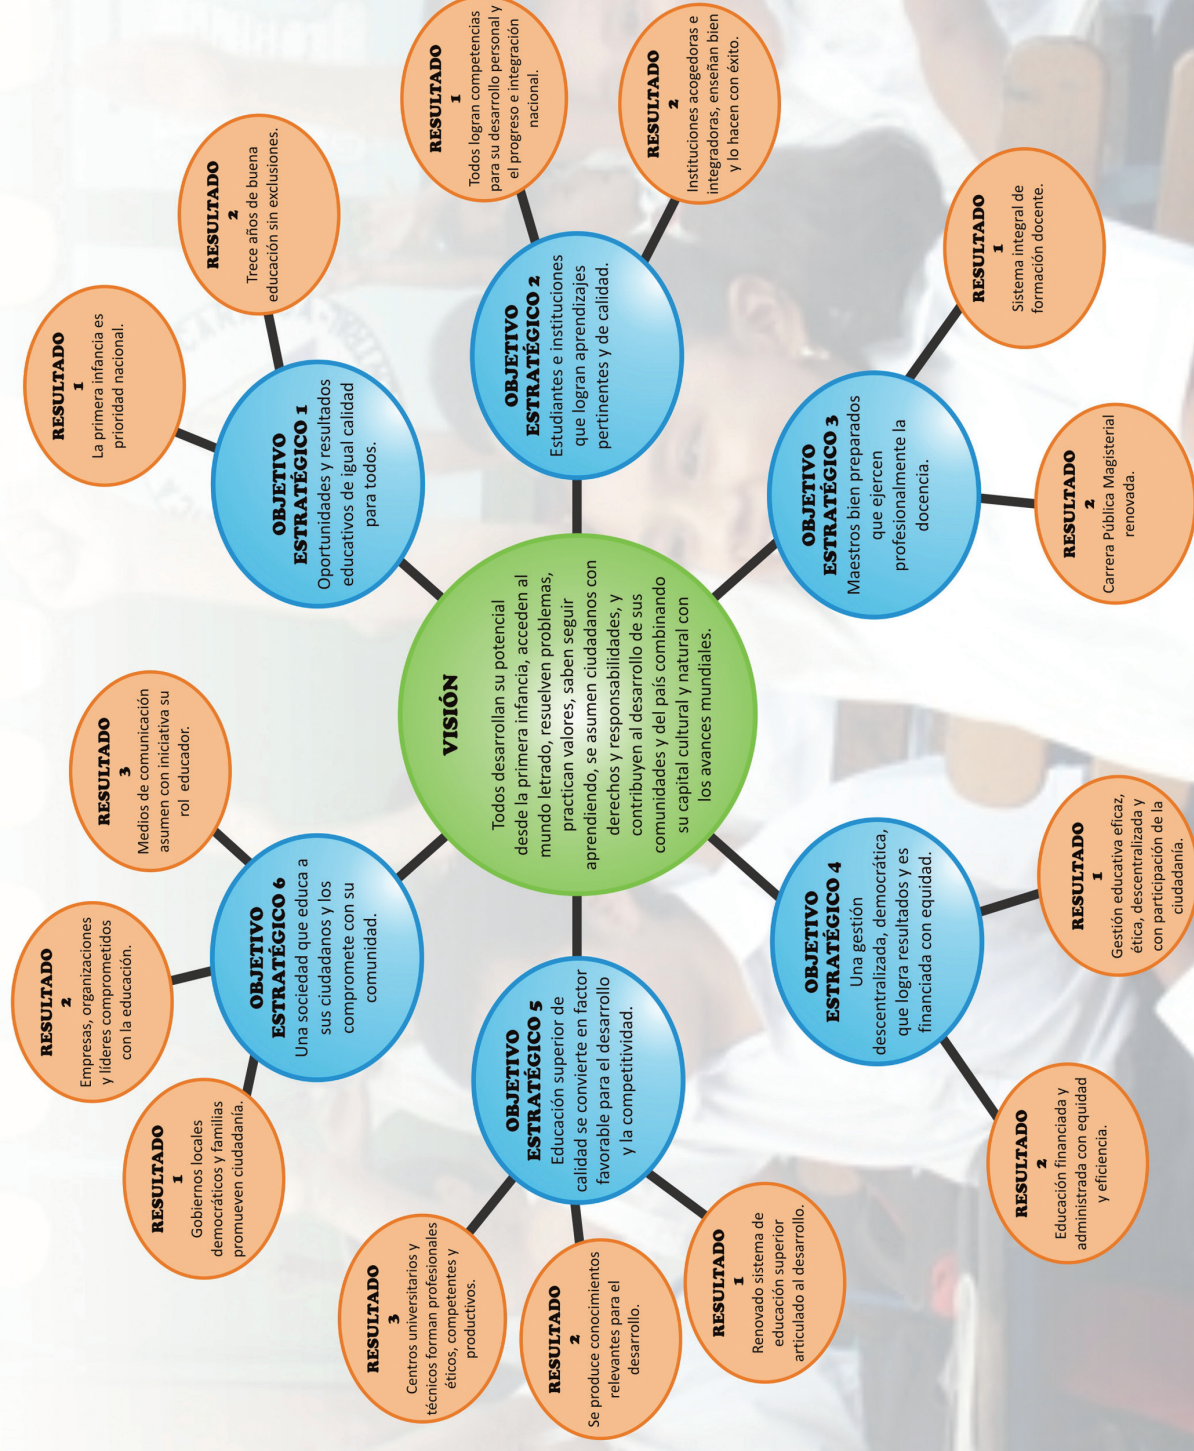 VISIÓN
Todos desarrollan su potencial
desde la primera infancia, acceden al
mundo letrado, resuelven problemas,
practican valores, saben seguir
aprendiendo, se asumen ciudadanos con
derechos y responsabilidades, y
contribuyen al desarrollo de sus
comunidades y del país combinando
su capital cultural y natural con
los avances mundiales.
OBJETIVO
ESTRATÉGICO 1
Oportunidades y resultados
educativos de igual calidad
para todos.
RESULTADO
1
La primera infancia es
prioridad nacional.
RESULTADO
2
Trece años de buena
educación sin exclusiones.
OBJETIVO
ESTRATÉGICO 2
Estudiantes e instituciones
que logran aprendizajes
pertinentes y de calidad.
RESULTADO
1
Todos logran competencias
para su desarrollo personal y
el progreso e integración
nacional.
RESULTADO
2
Instituciones acogedoras e
integradoras, enseñan bien
y lo hacen con éxito.
OBJETIVO
ESTRATÉGICO 3
Maestros bien preparados
que ejercen
profesionalmente la
docencia.
RESULTADO
1
Sistema integral de
formación docente.
RESULTADO
2
Carrera Pública Magisterial
renovada.
OBJETIVO
ESTRATÉGICO 4
Una gestión
descentralizada, democrática,
que logra resultados y es
financiada con equidad.
RESULTADO
1
Gestión educativa eficaz,
ética, descentralizada y
con participación de la
ciudadanía.
RESULTADO
2
Educación financiada y
administrada con equidad
y eficiencia.
OBJETIVO
ESTRATÉGICO 5
Educación superior de
calidad se convierte en factor
favorable para el desarrollo
y la competitividad.
RESULTADO
1
Renovado sistema de
educación superior
articulado al desarrollo.
RESULTADO
2
Se produce conocimientos
relevantes para el
desarrollo.
RESULTADO
3
Centros universitarios y
técnicos forman profesionales
éticos, competentes y
productivos.
OBJETIVO
ESTRATÉGICO 6
Una sociedad que educa a
sus ciudadanos y los
compromete con su
comunidad.
RESULTADO
1
Gobiernos locales
democráticos y familias
promueven ciudadanía.
RESULTADO
2
Empresas, organizaciones
y líderes comprometidos
con la educación.
RESULTADO
3
Medios de comunicación
asumen con iniciativa su
rol educador.